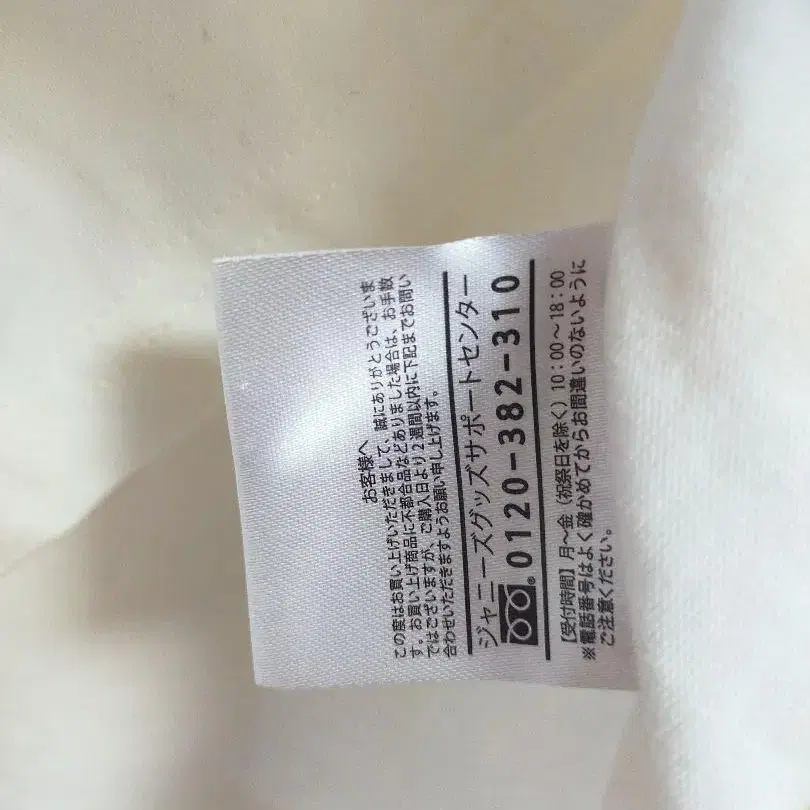 お客様へ
この度はお買い上げいただきまして、誠にありがとうございま
す。お買い上げ商品に不都合品などありました場合は、お手数
ではございますが、ご購入日より2週間以内に下記までお問い
合わせいただきますようお願い申し上げます。
ジャニーズグッズサポートセンター
0120-382-310
【受付時間】月〜金（祝祭日を除く）10:00〜18:00
※電話番号はよく確かめてからお間違いのないように
ご注意ください。